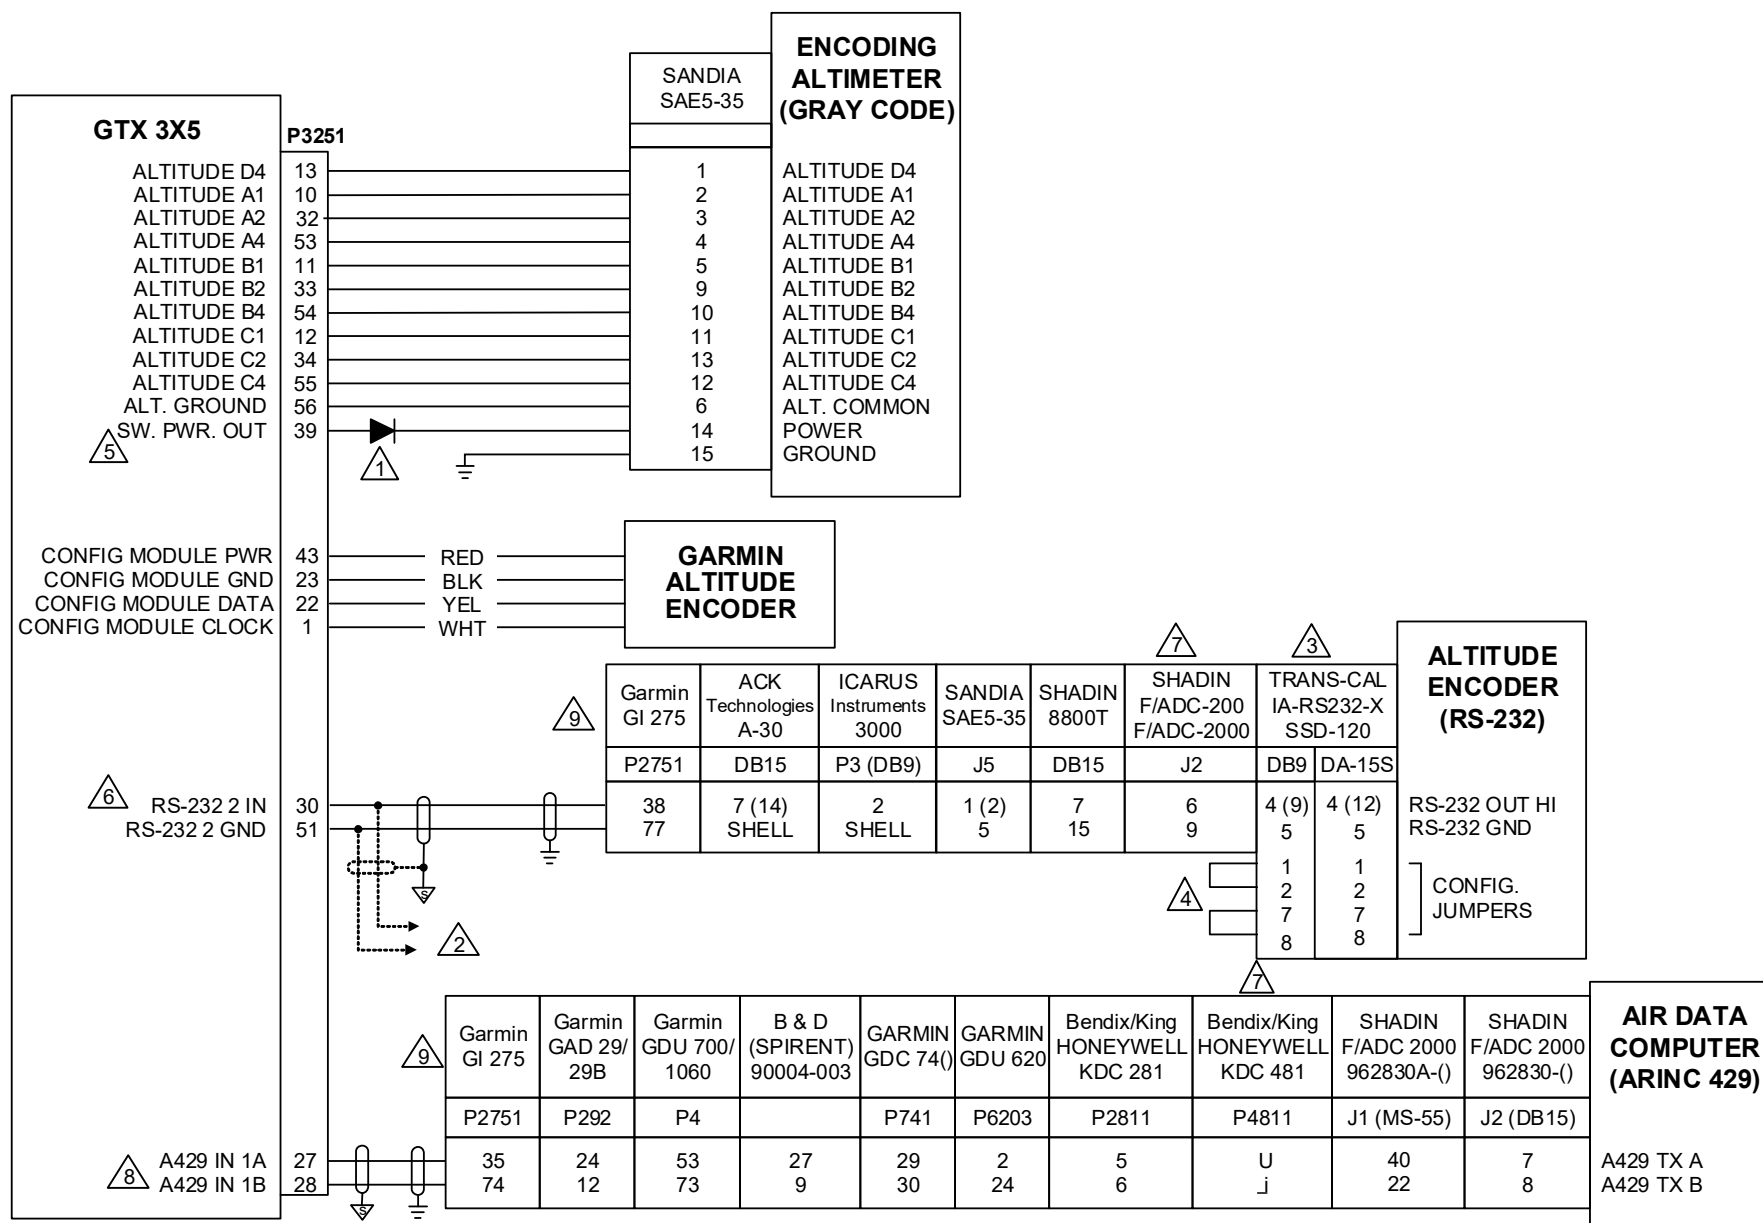 ENCODING
ALTIMETER
(GRAY CODE)
SANDIA
SAE5-35
GTX 3X5
P3251
ALTITUDE D4 13 1 ALTITUDE D4
ALTITUDE A1 10 2 ALTITUDE A1
ALTITUDE A2 32 3 ALTITUDE A2
ALTITUDE A4 53 4 ALTITUDE A4
ALTITUDE B1 11 5 ALTITUDE B1
ALTITUDE B2 33 9 ALTITUDE B2
ALTITUDE B4 54 10 ALTITUDE B4
ALTITUDE C1 12 11 ALTITUDE C1
ALTITUDE C2 34 13 ALTITUDE C2
ALTITUDE C4 55 12 ALTITUDE C4
ALT. GROUND 56 6 ALT. COMMON
SW. PWR. OUT 39 14 POWER
5 1 15 GROUND
CONFIG MODULE PWR 43 RED
CONFIG MODULE GND 23 BLK
CONFIG MODULE DATA 22 YEL
CONFIG MODULE CLOCK 1 WHT
GARMIN
ALTITUDE
ENCODER
7 3
ALTITUDE
ENCODER
(RS-232)
9
Garmin
GI 275
ACK
Technologies
A-30
ICARUS
Instruments
3000
SANDIA
SAE5-35
SHADIN
8800T
SHADIN
F/ADC-200
F/ADC-2000
TRANS-CAL
IA-RS232-X
SSD-120
P2751 DB15 P3 (DB9) J5 DB15 J2 DB9 DA-15S
6 RS-232 2 IN 30 38 7 (14) 2 1 (2) 7 6 4 (9) 4 (12) RS-232 OUT HI
RS-232 2 GND 51 77 SHELL SHELL 5 15 9 5 5 RS-232 GND
1 1
2 2
7 7
8 8
CONFIG.
JUMPERS
4
S
2
7
AIR DATA
COMPUTER
(ARINC 429)
9
Garmin
GI 275
Garmin
GAD 29/
29B
Garmin
GDU 700/
1060
B & D
(SPIRENT)
90004-003
GARMIN
GDC 74()
GARMIN
GDU 620
Bendix/King
HONEYWELL
KDC 281
Bendix/King
HONEYWELL
KDC 481
SHADIN
F/ADC 2000
962830A-()
SHADIN
F/ADC 2000
962830-()
P2751 P292 P4 P741 P6203 P2811 P4811 J1 (MS-55) J2 (DB15)
8 A429 IN 1A 27 35 24 53 27 29 2 5 U 40 7 A429 TX A
A429 IN 1B 28 74 12 73 9 30 24 6 j 22 8 A429 TX B
S